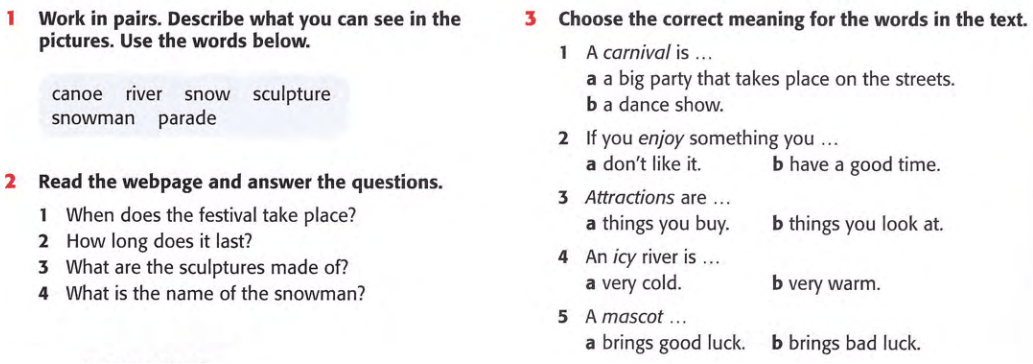 1 Work in pairs. Describe what you can see in the
pictures. Use the words below.
canoe river snow sculpture
snowman parade
2 Read the webpage and answer the questions.
1 When does the festival take place?
2 How long does it last?
3 What are the sculptures made of?
4 What is the name of the snowman?
3 Choose the correct meaning for the words in the text.
1 A carnival is ...
a a big party that takes place on the streets.
b a dance show.
2 If you enjoy something you ...
a don't like it. b have a good time.
3 Attractions are ...
a things you buy. b things you look at.
4 An icy river is ...
a very cold. b very warm.
5 A mascot ...
a brings good luck. b brings bad luck.